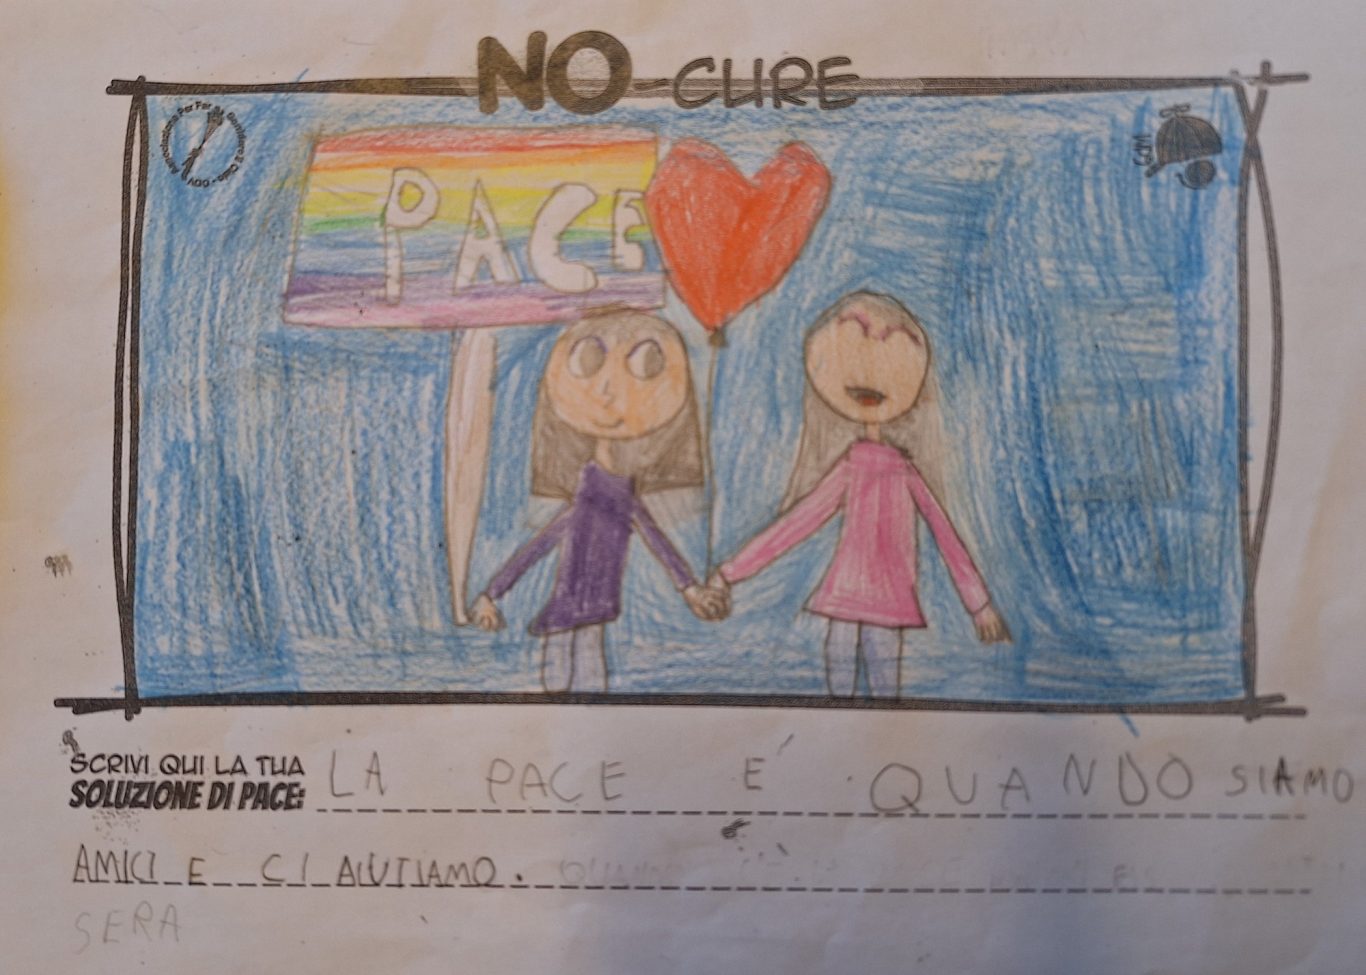 NO-CURE
PACE
SCRIVI QUI LA TUA
SOLUZIONE DI PACE:
LA PACE E' QUANDO SIAMO
AMICI E CI AIUTIAMO.
SERA